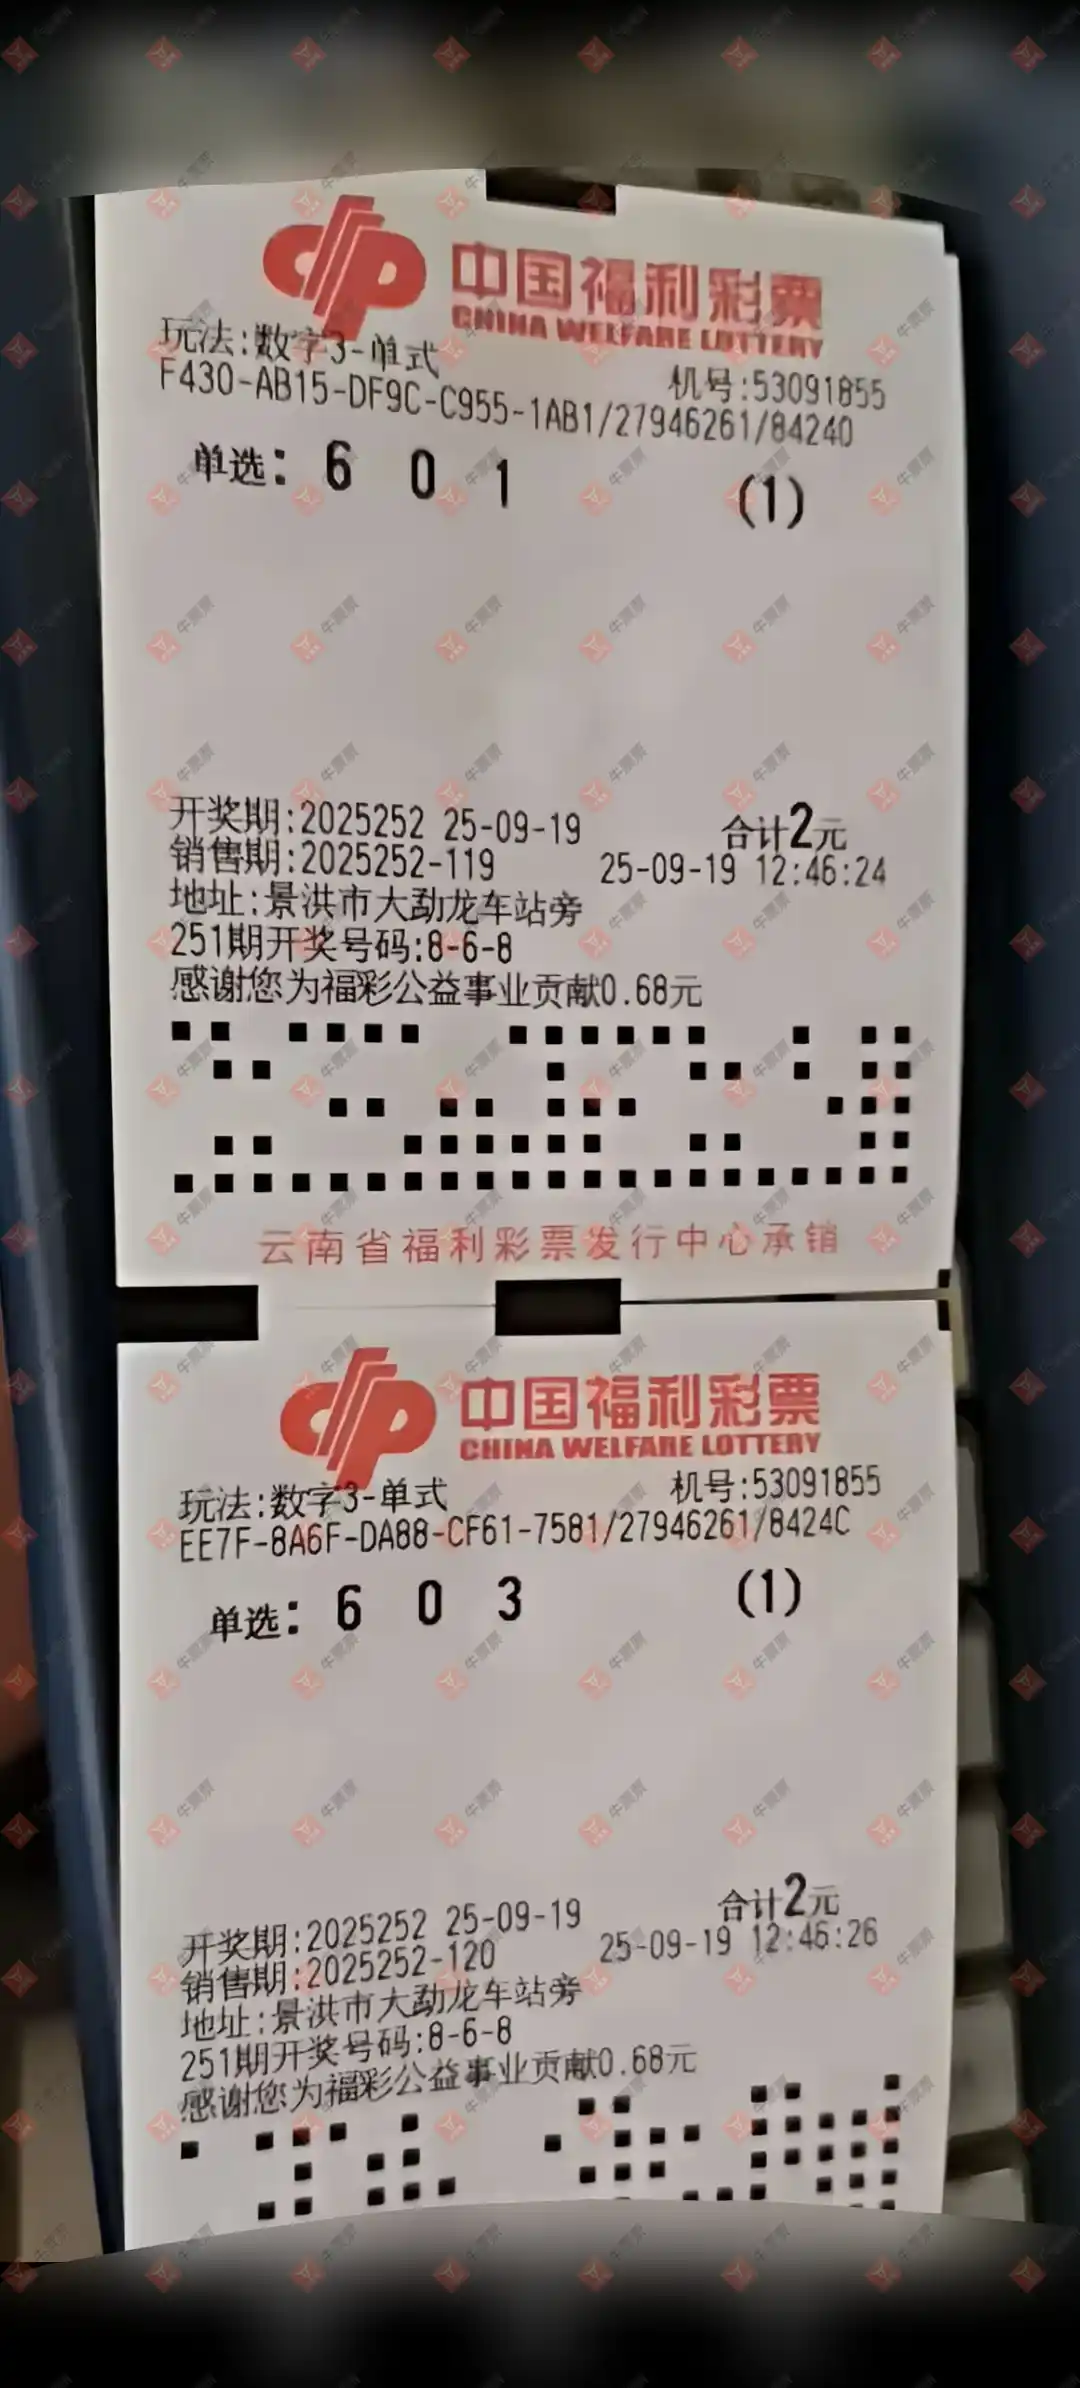 中国福利彩票
CHINA WELFARE LOTTERY
玩法:数字3-单式
机号:53091855
F430-AB15-DF9C-C955-1AB1/27946261/84240
单选: 6 0 1 (1)
开奖期:2025252 25-09-19 合计2元
销售期:2025252-119 25-09-19 12:46:24
地址:景洪市大勐龙车站旁
251期开奖号码:8-6-8
感谢您为福彩公益事业贡献0.68元
云南省福利彩票发行中心承销
中国福利彩票
CHINA WELFARE LOTTERY
玩法:数字3-单式 机号:53091855
EE7F-8A6F-DA88-CF61-7581/27946261/8424C
单选: 6 0 3 (1)
开奖期:2025252 25-09-19 合计2元
销售期:2025252-120 25-09-19 12:46:26
地址:景洪市大勐龙车站旁
251期开奖号码:8-6-8
感谢您为福彩公益事业贡献0.68元
牛票票